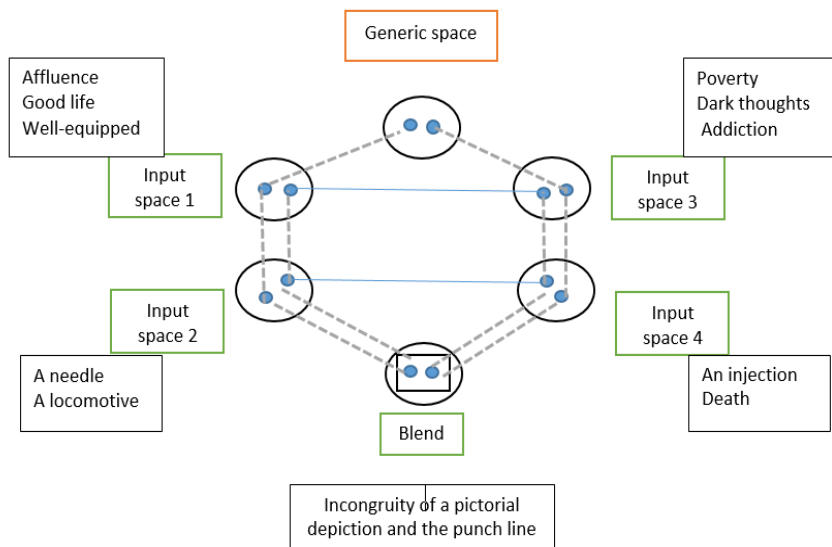 Generic space
Affluence
Good life
Well-equipped
Poverty
Dark thoughts
Addiction
Input
space 1
Input
space 3
Input
space 2
Input
space 4
A needle
A locomotive
An injection
Death
Blend
Incongruity of a pictorial
depiction and the punch line